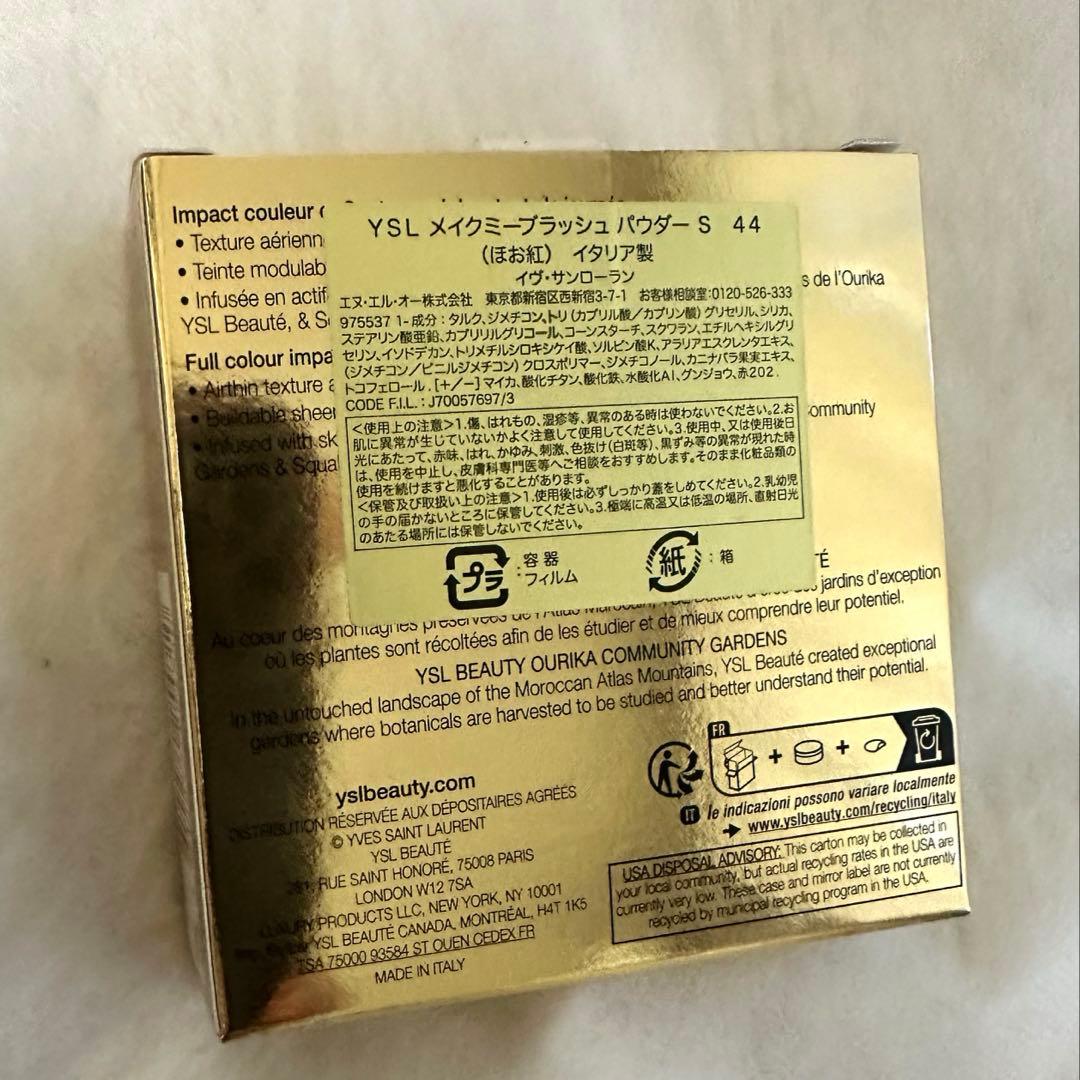 Impact couleur
• Texture aérienn
• Teinte modulab
• Infusée en actif
s de l'Ourika
YSL Beauté, & S
Full colour impa
• Airthin texture a
• Buildable sheer
• Infused with sk
ommunity
Gardens & Squa
YSL メイクミーブラッシュ パウダー S 44
(ほお紅) イタリア製
イヴ・サンローラン
エヌ・エル・オー株式会社 東京都新宿区西新宿3-7-1 お客様相談室:0120-526-333
975537 1-成分:タルク、ジメチコン、トリ(カプリル酸/カプリン酸)グリセリル、シリカ、
ステアリン酸亜鉛、カプリリルグリコール、コーンスターチ、スクワラン、エチルヘキシルグリ
セリン、イソドデカン、トリメチルシロキシケイ酸、ソルビン酸K、アラリアエスクレンタエキス、
(ジメチコン/ビニルジメチコン)クロスポリマー、ジメチコノール、カニナバラ果実エキス、
トコフェロール. [+/-]マイカ、酸化チタン、酸化鉄、水酸化Al、グンジョウ、赤202.
CODE F.I.L.: J70057697/3
<使用上の注意>1.傷、はれもの、湿疹等、異常のある時は使わないでください。2.お
肌に異常が生じていないかよく注意して使用してください。3.使用中、又は使用後日
光にあたって、赤味、はれ、かゆみ、刺激、色抜け(白斑等)、黒ずみ等の異常が現れた時
は、使用を中止し、皮膚科専門医等へご相談をおすすめします。そのまま化粧品類の
使用を続けますと悪化することがあります。
<保管及び取扱い上の注意>1.使用後は必ずしっかり蓋をしめてください。2.乳幼児
の手の届かないところに保管してください。3.極端に高温又は低温の場所、直射日光
のあたる場所には保管しないでください。
プラ :容器 フィルム 紙 :箱
TÉ
Au coeur des montagnes préservées de l'Atlas Marocain, jardins d'exception
où les plantes sont récoltées afin de les étudier et de mieux comprendre leur potentiel.
YSL BEAUTY OURIKA COMMUNITY GARDENS
In the untouched landscape of the Moroccan Atlas Mountains, YSL Beauté created exceptional
gardens where botanicals are harvested to be studied and better understand their potential.
yslbeauty.com
DISTRIBUTION RÉSERVÉE AUX DÉPOSITAIRES AGRÉÉS
© YVES SAINT LAURENT
YSL BEAUTÉ
RUE SAINT HONORÉ, 75008 PARIS
LONDON W12 7SA
LUXURY PRODUCTS LLC, NEW YORK, NY 10001
YSL BEAUTÉ CANADA, MONTRÉAL, H4T 1K5
TSA 75000 93584 ST OUEN CEDEX FR
MADE IN ITALY
FR
+ +
IT le indicazioni possono variare localmente
www.yslbeauty.com/recycling/italy
USA DISPOSAL ADVISORY: This carton may be collected in
your local community, but actual recycling rates in the USA are
currently very low. These case and mirror label are not currently
recycled by municipal recycling program in the USA.